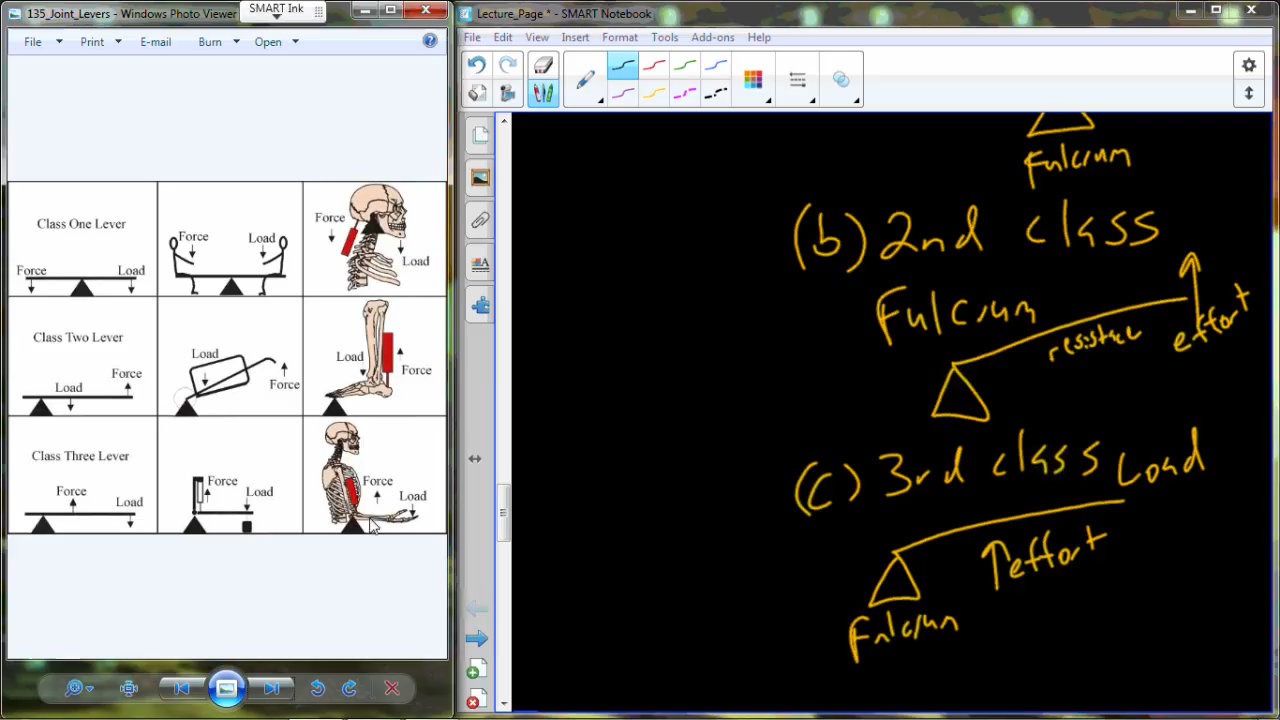 135_Joint_Levers - Windows Photo Viewer
SMART Ink
File Print E-mail Burn Open
Class One Lever
Force
Load
Force
Load
Force
Load
Class Two Lever
Load
Force
Load
Force
Load
Force
Class Three Lever
Force
Load
Force
Load
Force
Load
Lecture_Page * - SMART Notebook
File Edit View Insert Format Tools Add-ons Help
Fulcrum
(b) 2nd class
Fulcrum
effort
(c) 3rd class Load
effort
Fulcrum